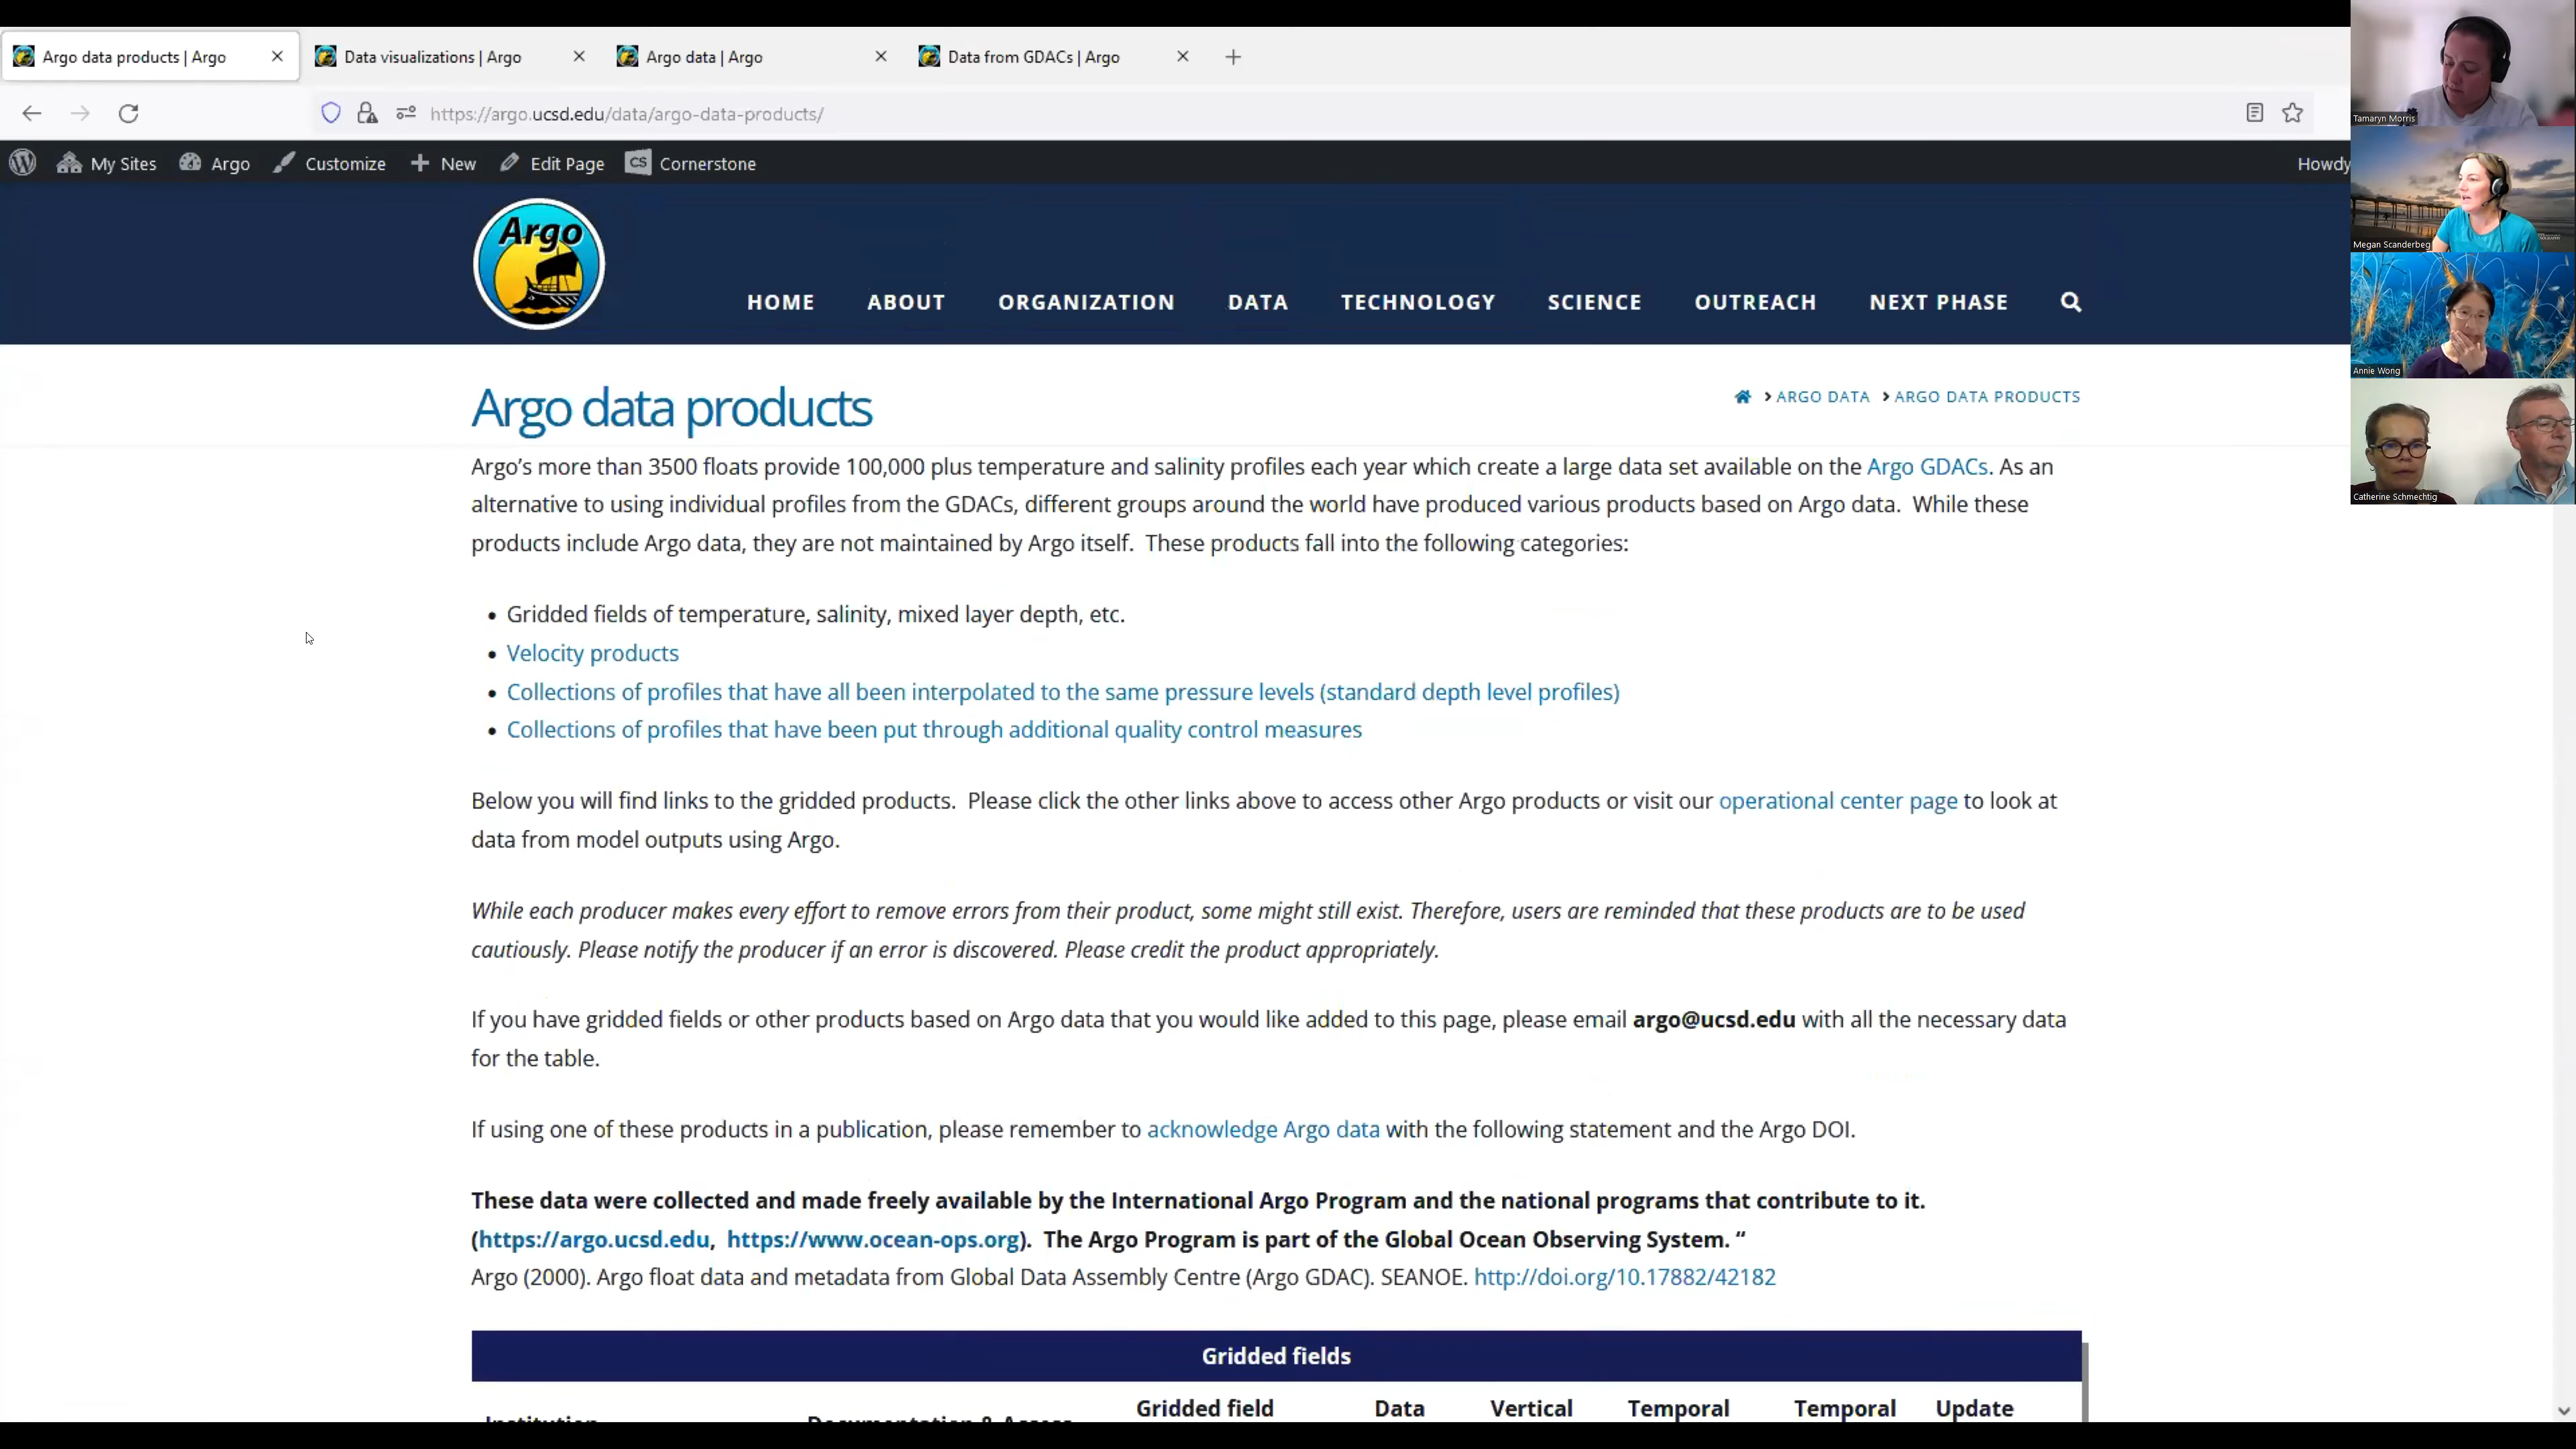 Argo data products | Argo
Data visualizations | Argo
Argo data | Argo
Data from GDACs | Argo
https://argo.ucsd.edu/data/argo-data-products/
My Sites Argo Customize New Edit Page CS Cornerstone Howdy
Argo
HOME ABOUT ORGANIZATION DATA TECHNOLOGY SCIENCE OUTREACH NEXT PHASE
Argo data products
ARGO DATA ARGO DATA PRODUCTS
Argo’s more than 3500 floats provide 100,000 plus temperature and salinity profiles each year which create a large data set available on the Argo GDACs. As an
alternative to using individual profiles from the GDACs, different groups around the world have produced various products based on Argo data. While these
products include Argo data, they are not maintained by Argo itself. These products fall into the following categories:
• Gridded fields of temperature, salinity, mixed layer depth, etc.
• Velocity products
• Collections of profiles that have all been interpolated to the same pressure levels (standard depth level profiles)
• Collections of profiles that have been put through additional quality control measures
Below you will find links to the gridded products. Please click the other links above to access other Argo products or visit our operational center page to look at
data from model outputs using Argo.
While each producer makes every effort to remove errors from their product, some might still exist. Therefore, users are reminded that these products are to be used
cautiously. Please notify the producer if an error is discovered. Please credit the product appropriately.
If you have gridded fields or other products based on Argo data that you would like added to this page, please email argo@ucsd.edu with all the necessary data
for the table.
If using one of these products in a publication, please remember to acknowledge Argo data with the following statement and the Argo DOI.
These data were collected and made freely available by the International Argo Program and the national programs that contribute to it.
(https://argo.ucsd.edu, https://www.ocean-ops.org). The Argo Program is part of the Global Ocean Observing System. “
Argo (2000). Argo float data and metadata from Global Data Assembly Centre (Argo GDAC). SEANOE. http://doi.org/10.17882/42182
Gridded fields
Gridded field Data Vertical Temporal Temporal Update
Institution Documentation & Access
Tamaryn Morris
Megan Scanderbeg
Annie Wong
Catherine Schmechtig